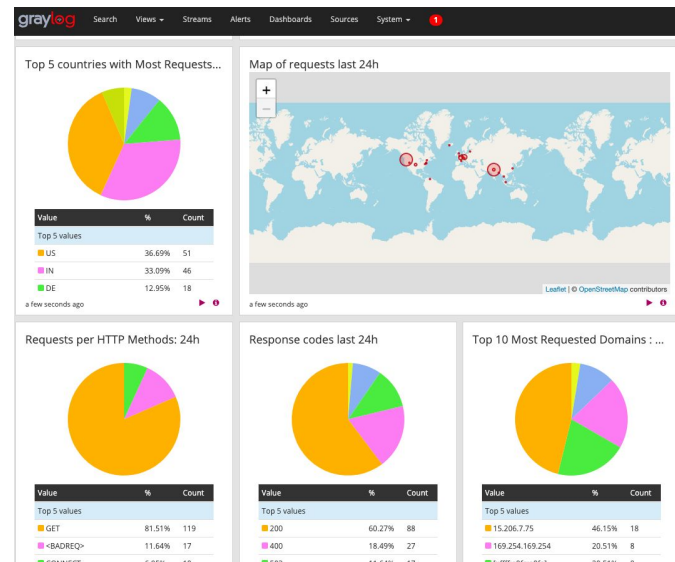 graylog Search Views Streams Alerts Dashboards Sources System 1
Top 5 countries with Most Requests...
Value % Count
Top 5 values
US 36.69% 51
IN 33.09% 46
DE 12.95% 18
a few seconds ago
Map of requests last 24h
+
−
Leaflet | © OpenStreetMap contributors
a few seconds ago
Requests per HTTP Methods: 24h
Value % Count
Top 5 values
GET 81.51% 119
<BADREQ> 11.64% 17
Response codes last 24h
Value % Count
Top 5 values
200 60.27% 88
400 18.49% 27
Top 10 Most Requested Domains : ...
Value % Count
Top 5 values
15.206.7.75 46.15% 18
169.254.169.254 20.51% 8